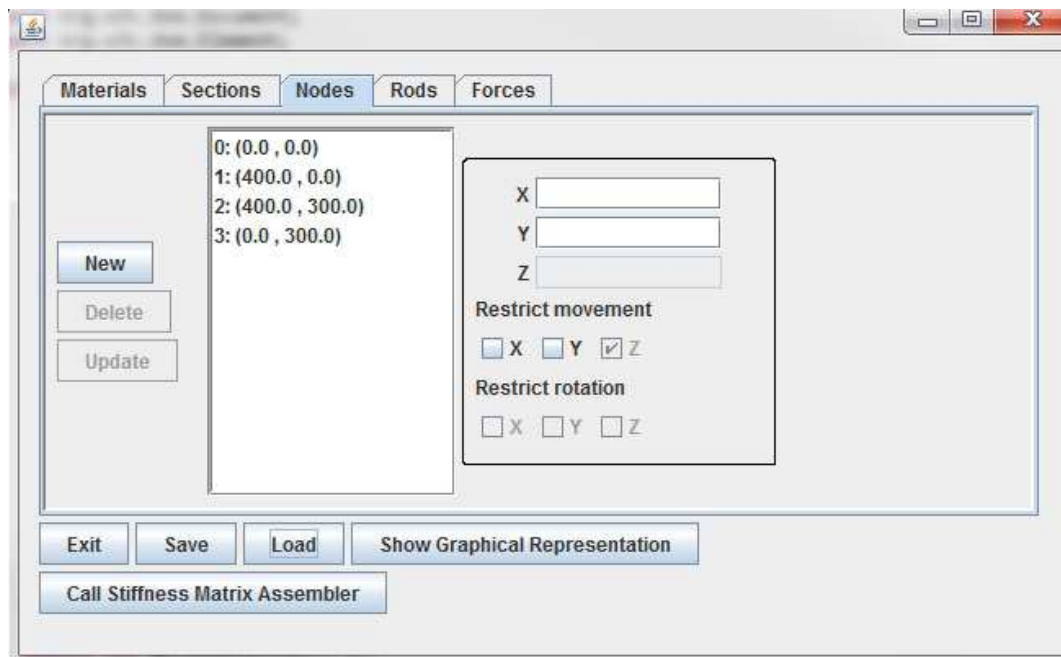 Materials Sections Nodes Rods Forces
0: (0.0 , 0.0)
1: (400.0 , 0.0)
2: (400.0 , 300.0)
3: (0.0 , 300.0)
New
Delete
Update
X
Y
Z
Restrict movement
X Y Z
Restrict rotation
X Y Z
Exit Save Load Show Graphical Representation
Call Stiffness Matrix Assembler